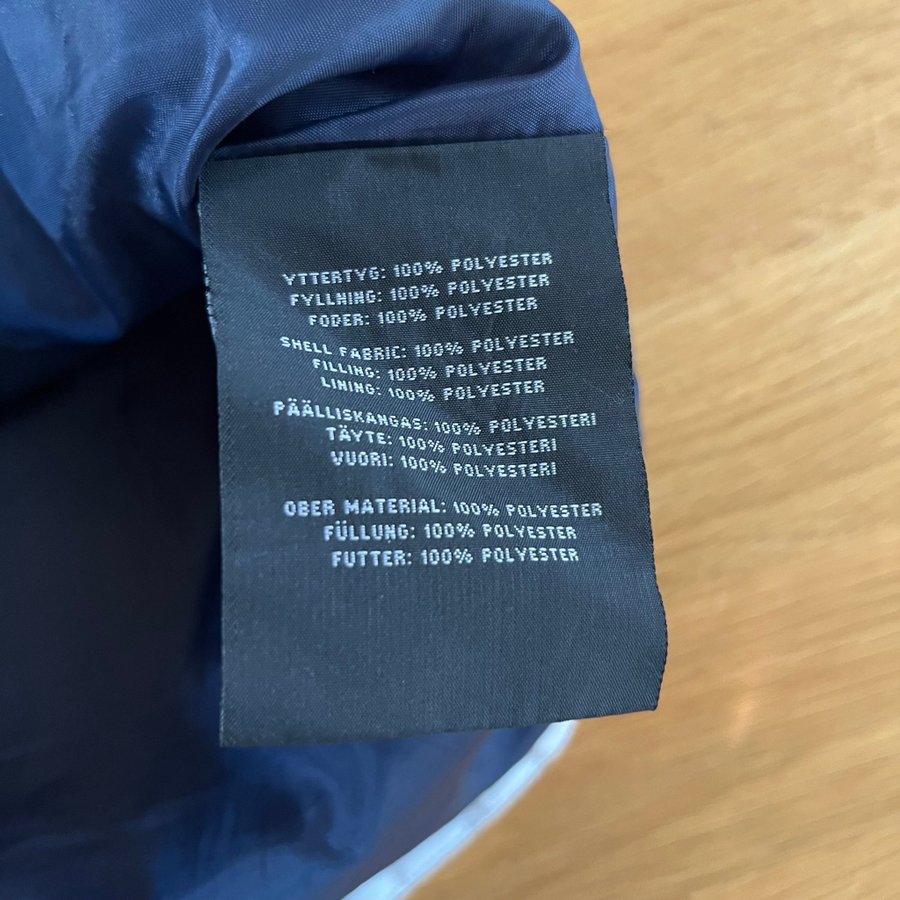 YTTERTYG: 100% POLYESTER
FYLLNING: 100% POLYESTER
FODER: 100% POLYESTER
SHELL FABRIC: 100% POLYESTER
FILLING: 100% POLYESTER
LINING: 100% POLYESTER
PÄÄLLISKANGAS: 100% POLYESTERI
TÄYTE: 100% POLYESTERI
VUORI: 100% POLYESTERI
OBER MATERIAL: 100% POLYESTER
FÜLLUNG: 100% POLYESTER
FUTTER: 100% POLYESTER